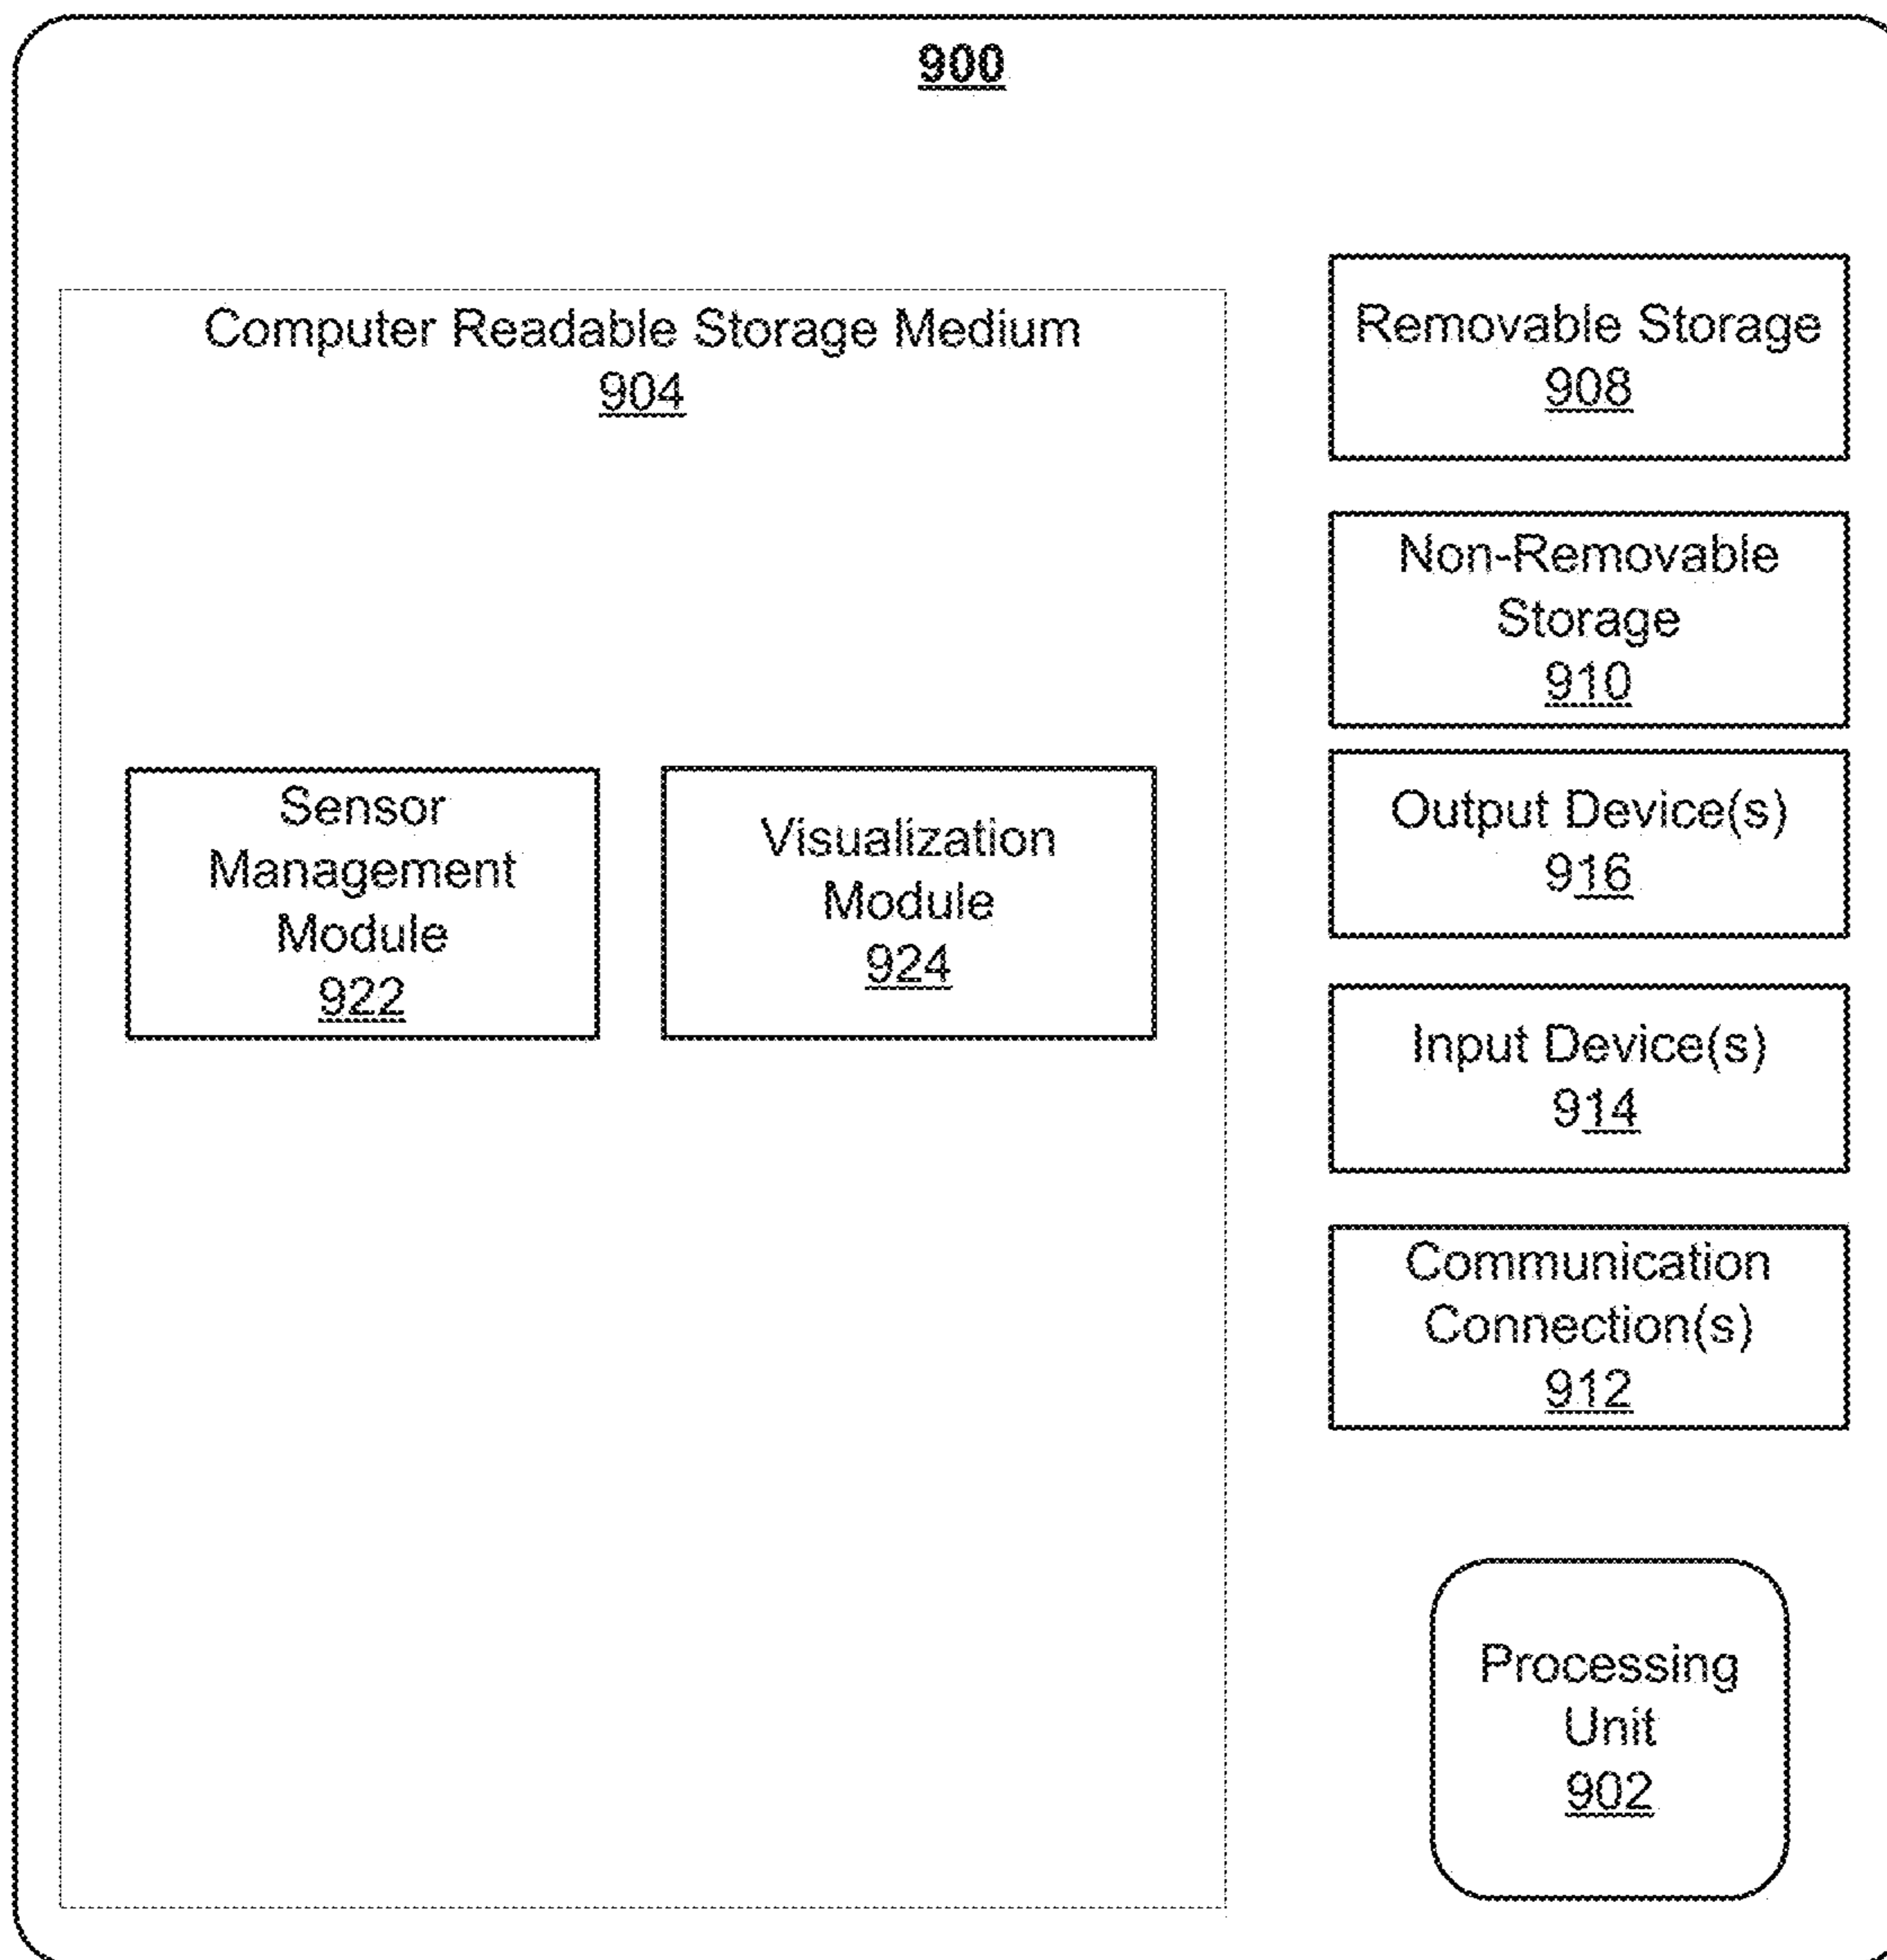 900
Computer Readable Storage Medium
904
Sensor
Management
Module
922
Visualization
Module
924
Removable Storage
908
Non-Removable
Storage
910
Output Device(s)
916
Input Device(s)
914
Communication
Connection(s)
912
Processing
Unit
902